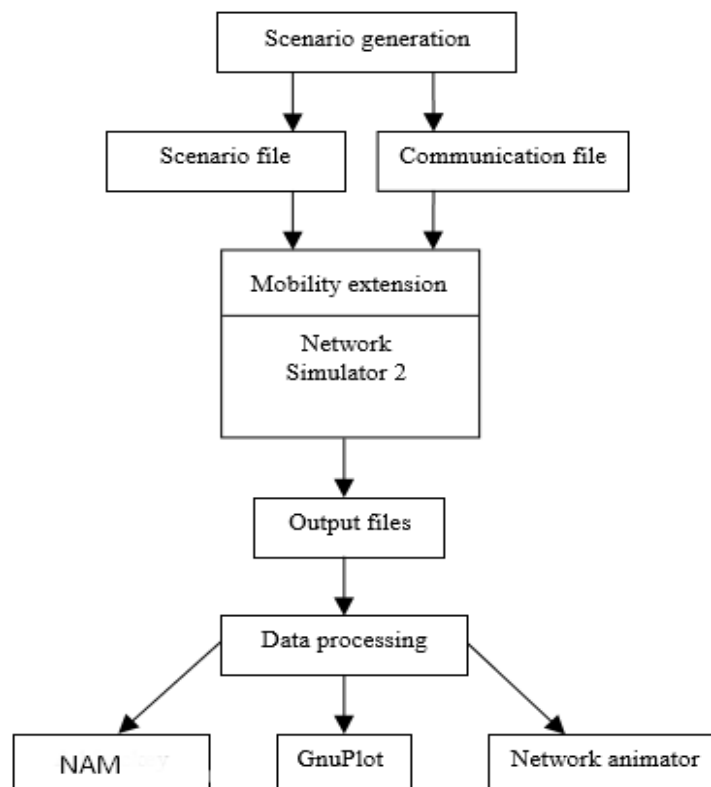 Scenario generation
Scenario file
Communication file
Mobility extension
Network
Simulator 2
Output files
Data processing
NAM
GnuPlot
Network animator